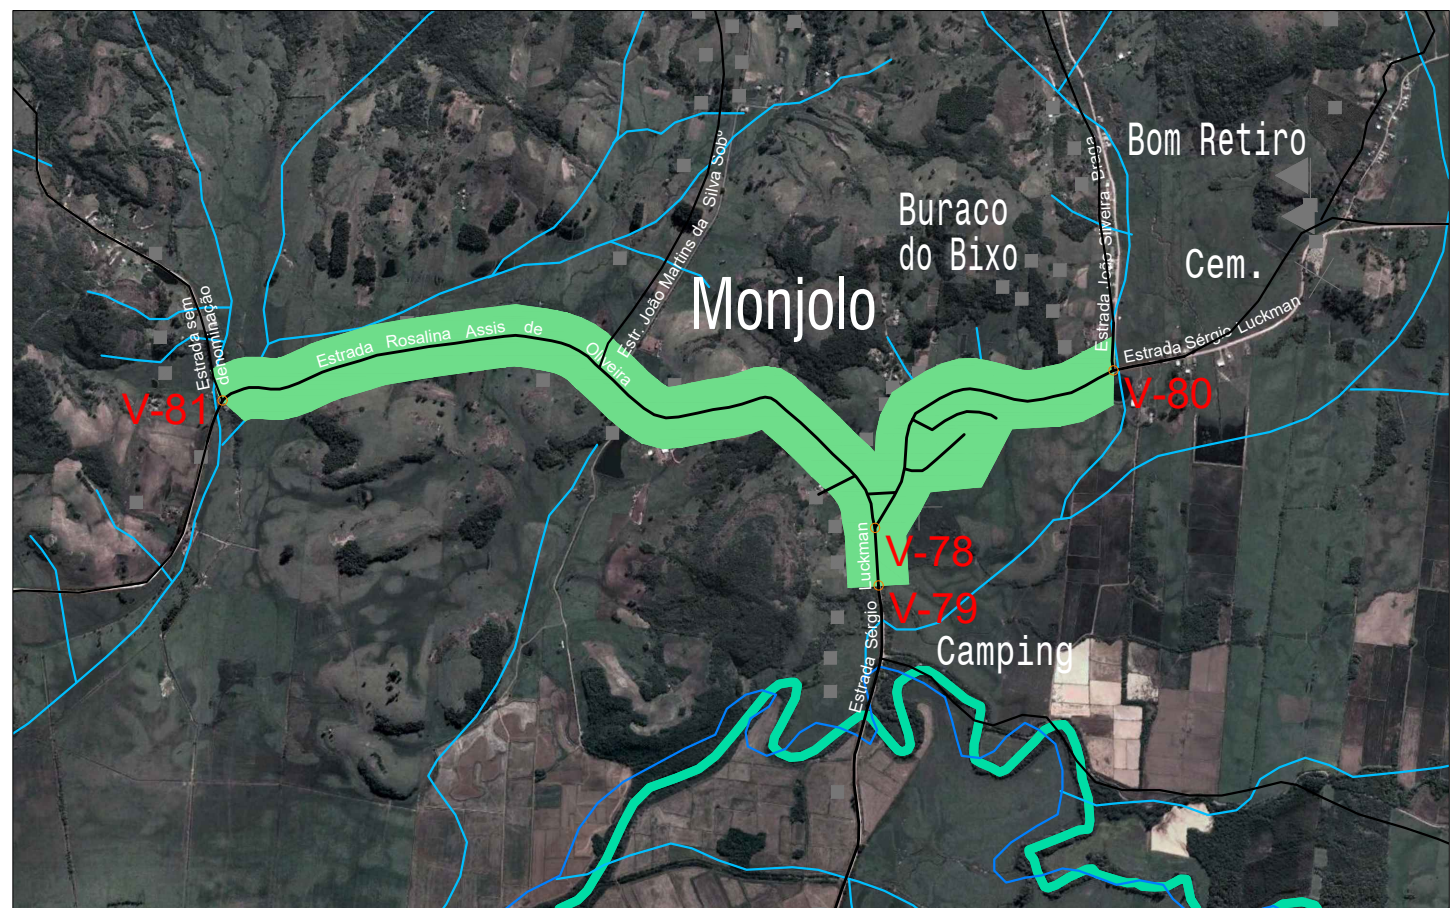 Bom Retiro
Estr. João Martins da Silva Sobº
Estrada João Silveira Braga
Buraco
do Bixo
Cem.
Monjolo
Estrada sem
denominação
Estrada Rosalina Assis de
Oliveira
Estrada Sérgio Luckman
V-81
V-80
V-78
V-79
Estrada Sérgio Luckman
Camping